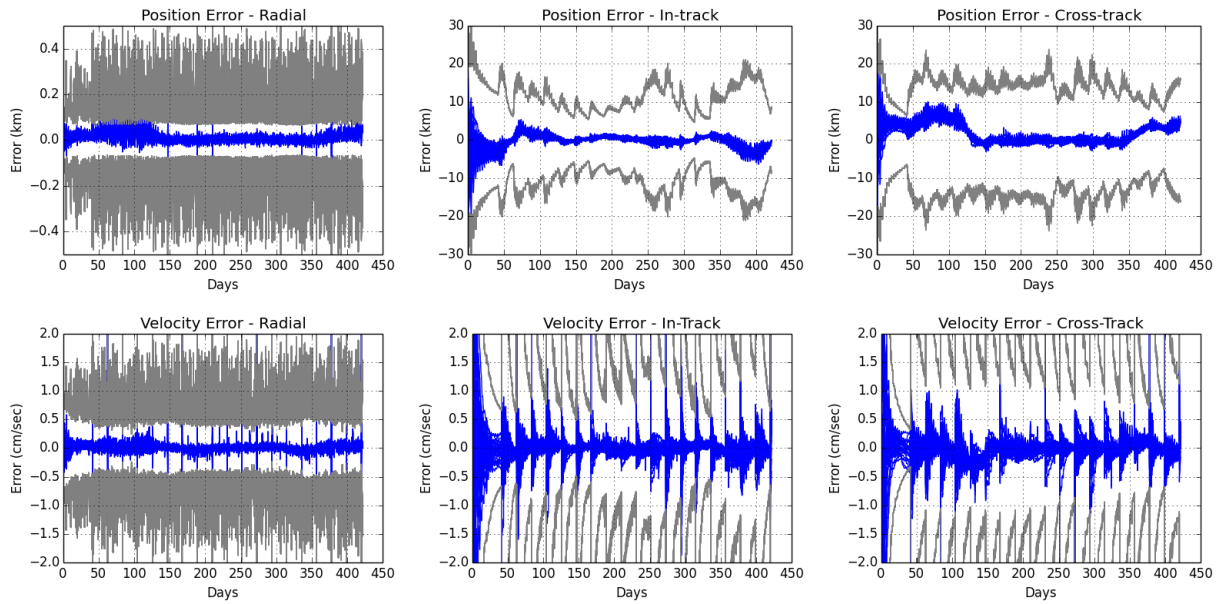 Position Error - Radial
Error (km)
0.4
0.2
0.0
−0.2
−0.4
0 50 100 150 200 250 300 350 400 450
Days
Position Error - In-track
Error (km)
30
20
10
0
−10
−20
−30
0 50 100 150 200 250 300 350 400 450
Days
Position Error - Cross-track
Error (km)
30
20
10
0
−10
−20
−30
0 50 100 150 200 250 300 350 400 450
Days
Velocity Error - Radial
Error (cm/sec)
2.0
1.5
1.0
0.5
0.0
−0.5
−1.0
−1.5
−2.0
0 50 100 150 200 250 300 350 400 450
Days
Velocity Error - In-Track
Error (cm/sec)
2.0
1.5
1.0
0.5
0.0
−0.5
−1.0
−1.5
−2.0
0 50 100 150 200 250 300 350 400 450
Days
Velocity Error - Cross-Track
Error (cm/sec)
2.0
1.5
1.0
0.5
0.0
−0.5
−1.0
−1.5
−2.0
0 50 100 150 200 250 300 350 400 450
Days